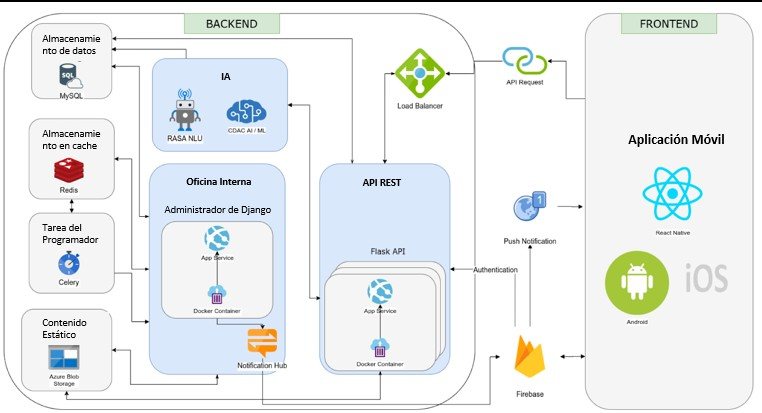 BACKEND
FRONTEND
Almacenamie
nto de datos
SQL
MySQL
IA
RASA NLU
CDAC AI / ML
Load Balancer
API Request
Aplicación Móvil
Almacenamie
nto en cache
Redis
Oficina Interna
Administrador de Django
App Service
Docker Container
Notification Hub
API REST
Flask API
App Service
Docker Container
1
Push Notification
React Native
Tarea del
Programador
Celery
Authentication
iOS
Android
Contenido
Estático
Azure Blob
Storage
Firebase